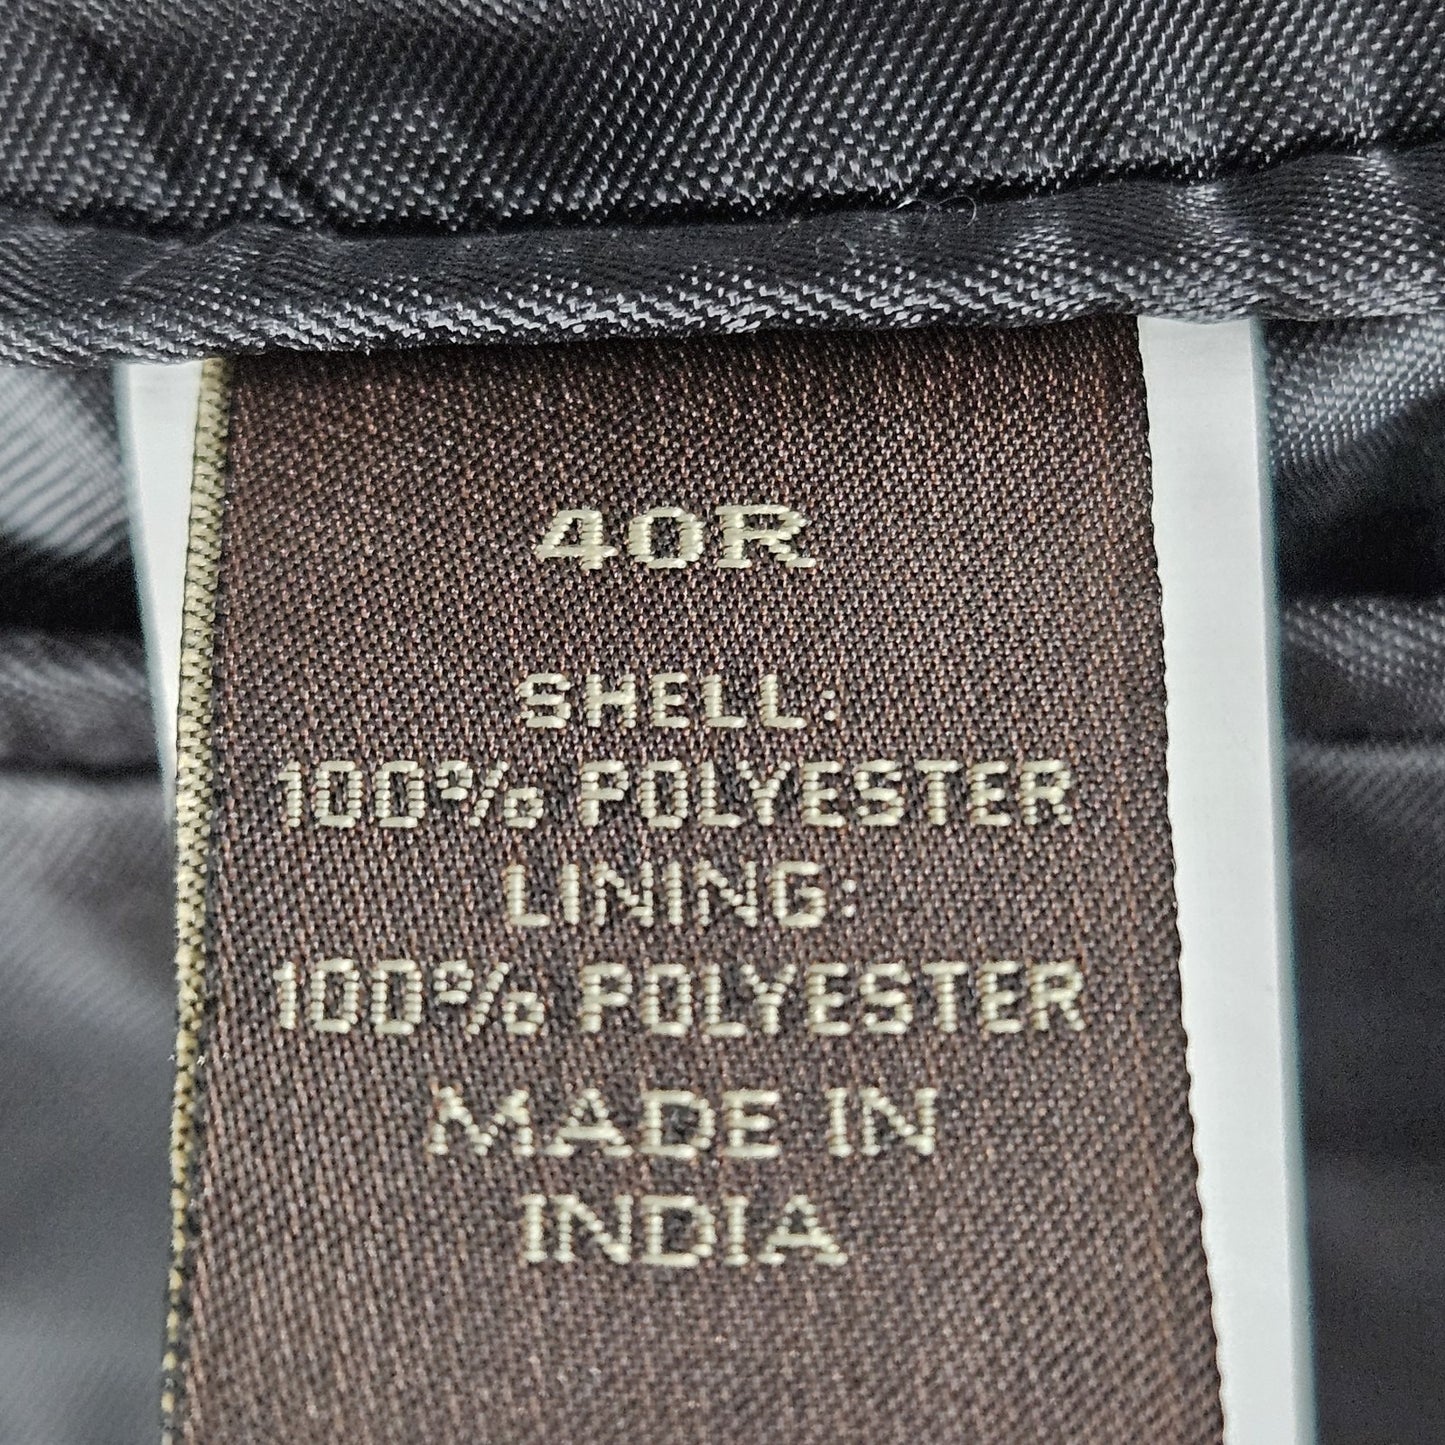 40R
SHELL:
100% POLYESTER
LINING:
100% POLYESTER
MADE IN
INDIA